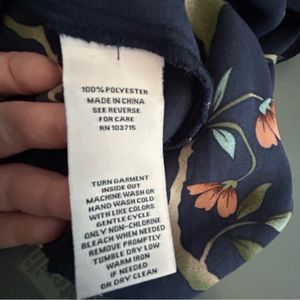 100% POLYESTER
MADE IN CHINA
SEE REVERSE
FOR CARE
RN 103715
TURN GARMENT
INSIDE OUT
MACHINE WASH OR
HAND WASH COLD
WITH LIKE COLORS
GENTLE CYCLE
ONLY NON-CHLORINE
BLEACH WHEN NEEDED
REMOVE PROMPTLY
TUMBLE DRY LOW
WARM IRON
IF NEEDED
OR DRY CLEAN